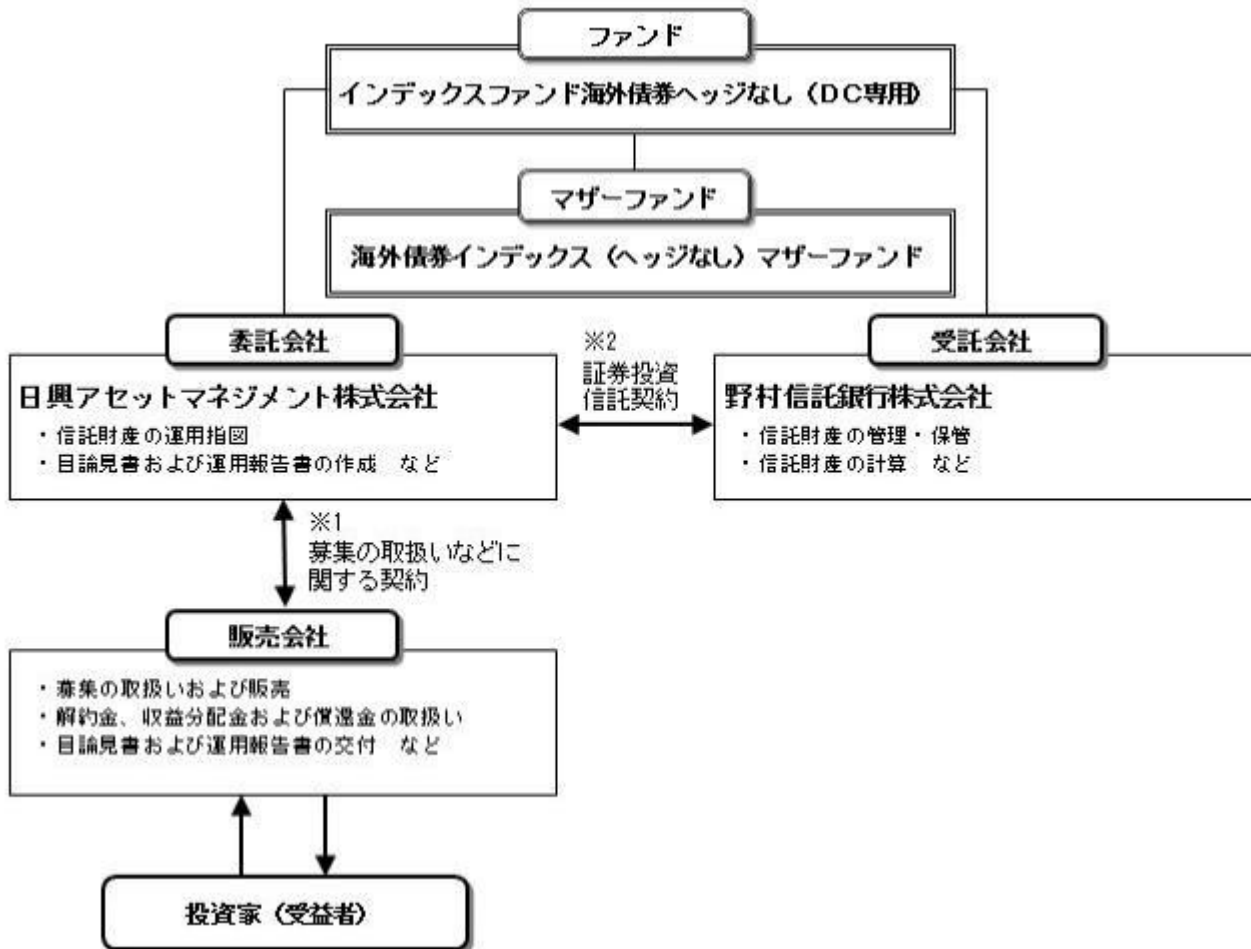 ファンド
インデックスファンド海外債券ヘッジなし（DC専用）
マザーファンド
海外債券インデックス（ヘッジなし）マザーファンド
委託会社
日興アセットマネジメント株式会社
・信託財産の運用指図
・目論見書および運用報告書の作成　など
※2
証券投資
信託契約
受託会社
野村信託銀行株式会社
・信託財産の管理・保管
・信託財産の計算　など
※1
募集の取扱いなどに
関する契約
販売会社
・募集の取扱いおよび販売
・解約金、収益分配金および償還金の取扱い
・目論見書および運用報告書の交付　など
投資家（受益者）